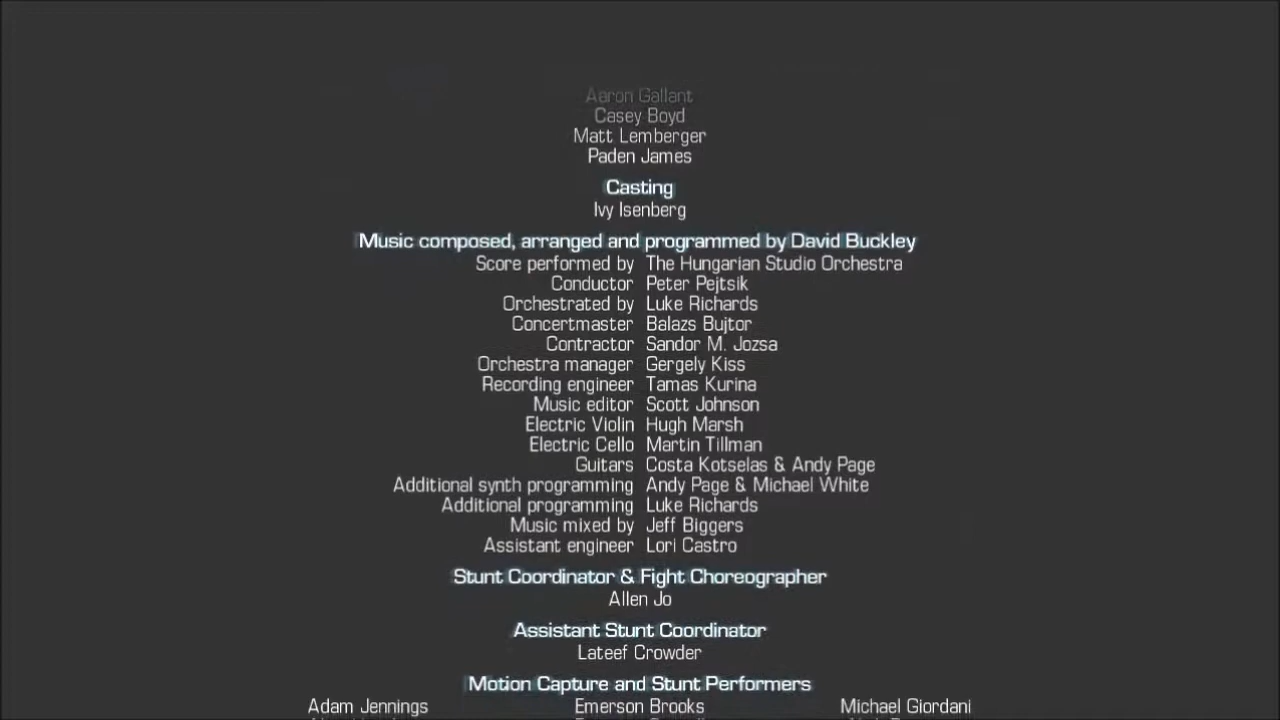 Aaron Gallant
Casey Boyd
Matt Lemberger
Paden James
Casting
Ivy Isenberg
Music composed, arranged and programmed by David Buckley
Score performed by The Hungarian Studio Orchestra
Conductor Peter Pejtsik
Orchestrated by Luke Richards
Concertmaster Balazs Bujtor
Contractor Sandor M. Jozsa
Orchestra manager Gergely Kiss
Recording engineer Tamas Kurina
Music editor Scott Johnson
Electric Violin Hugh Marsh
Electric Cello Martin Tillman
Guitars Costa Kotselas & Andy Page
Additional synth programming Andy Page & Michael White
Additional programming Luke Richards
Music mixed by Jeff Biggers
Assistant engineer Lori Castro
Stunt Coordinator & Fight Choreographer
Allen Jo
Assistant Stunt Coordinator
Lateef Crowder
Motion Capture and Stunt Performers
Adam Jennings Emerson Brooks Michael Giordani